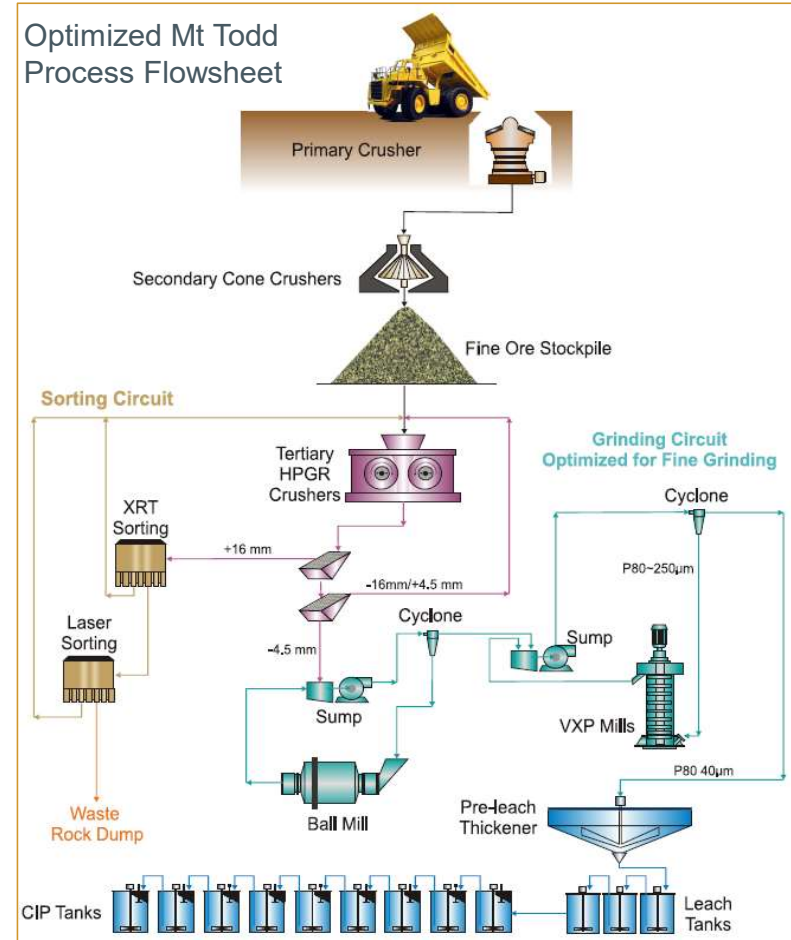 Optimized Mt Todd
Process Flowsheet
Primary Crusher
Secondary Cone Crushers
Fine Ore Stockpile
Sorting Circuit
Tertiary
HPGR
Crushers
Grinding Circuit
Optimized for Fine Grinding
XRT
Sorting
+16 mm
-16mm/+4.5 mm
Cyclone
P80~250µm
Laser
Sorting
-4.5 mm
Cyclone
Sump
Sump
VXP Mills
Ball Mill
P80 40µm
Waste
Rock Dump
Pre-leach
Thickener
CIP Tanks
Leach
Tanks